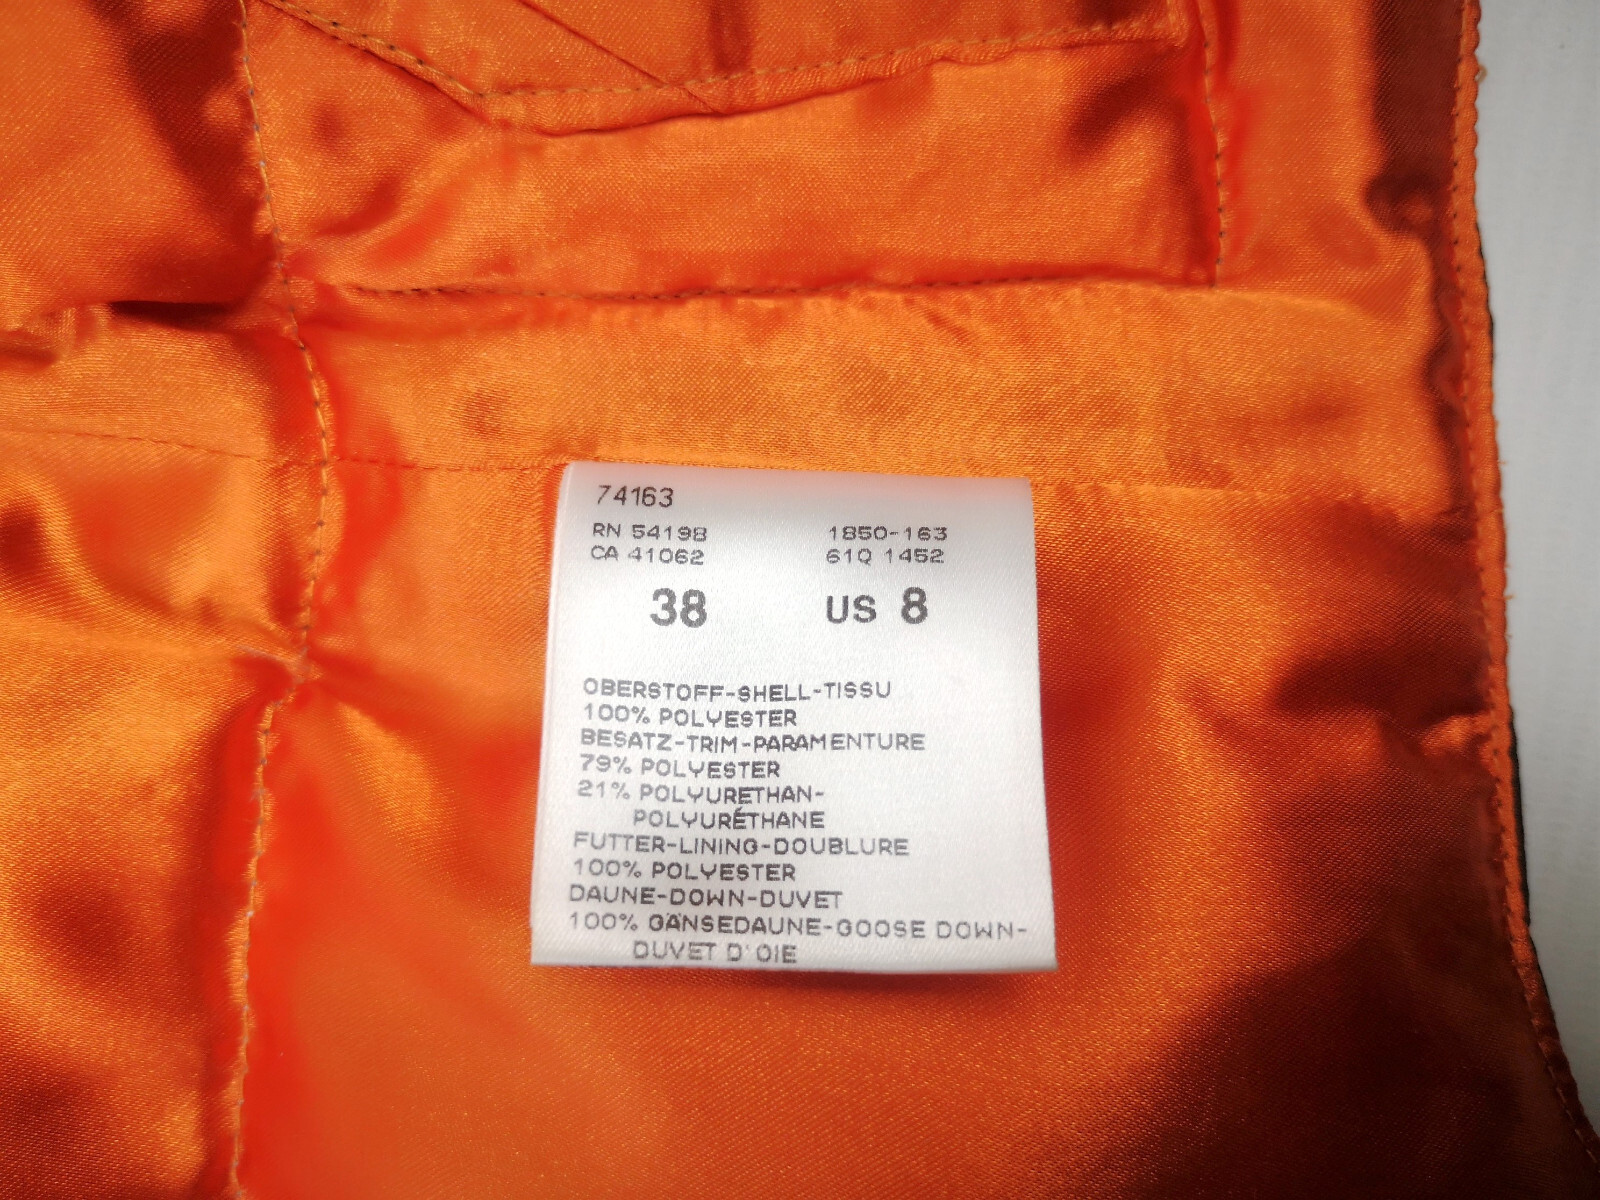 74163
RN 54198 1850-163
CA 41062 61Q 1452
38 US 8
OBERSTOFF-SHELL-TISSU
100% POLYESTER
BESATZ-TRIM-PARAMENTURE
79% POLYESTER
21% POLYURETHAN-
POLYURÉTHANE
FUTTER-LINING-DOUBLURE
100% POLYESTER
DAUNE-DOWN-DUVET
100% GÄNSEDAUNE-GOOSE DOWN-
DUVET D'OIE